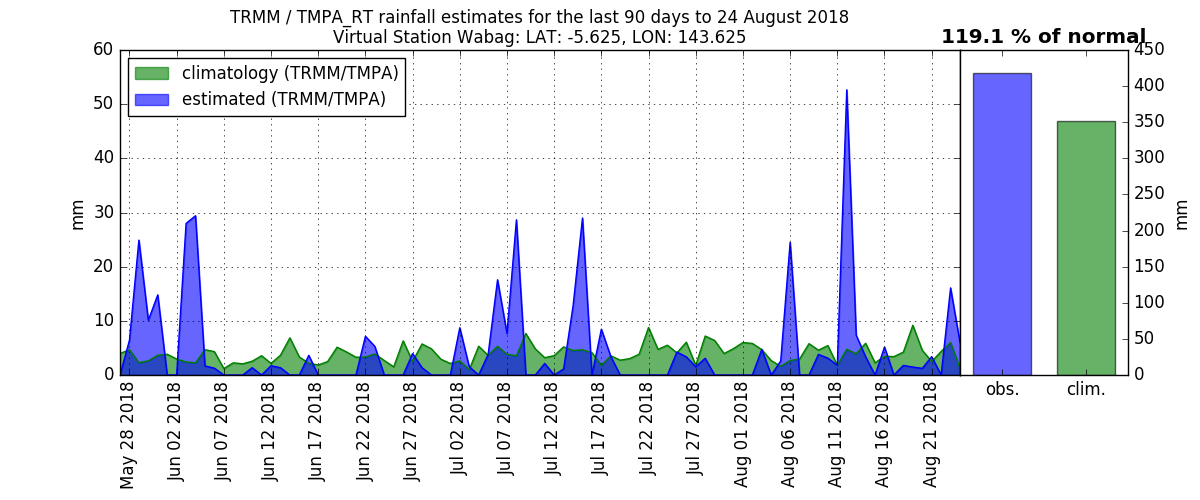 TRMM / TMPA_RT rainfall estimates for the last 90 days to 24 August 2018
Virtual Station Wabag: LAT: -5.625, LON: 143.625
119.1 % of normal
climatology (TRMM/TMPA)
estimated (TRMM/TMPA)
60
50
40
30
20
10
0
mm
450
400
350
300
250
200
150
100
50
0
mm
May 28 2018
Jun 02 2018
Jun 07 2018
Jun 12 2018
Jun 17 2018
Jun 22 2018
Jun 27 2018
Jul 02 2018
Jul 07 2018
Jul 12 2018
Jul 17 2018
Jul 22 2018
Jul 27 2018
Aug 01 2018
Aug 06 2018
Aug 11 2018
Aug 16 2018
Aug 21 2018
obs.
clim.